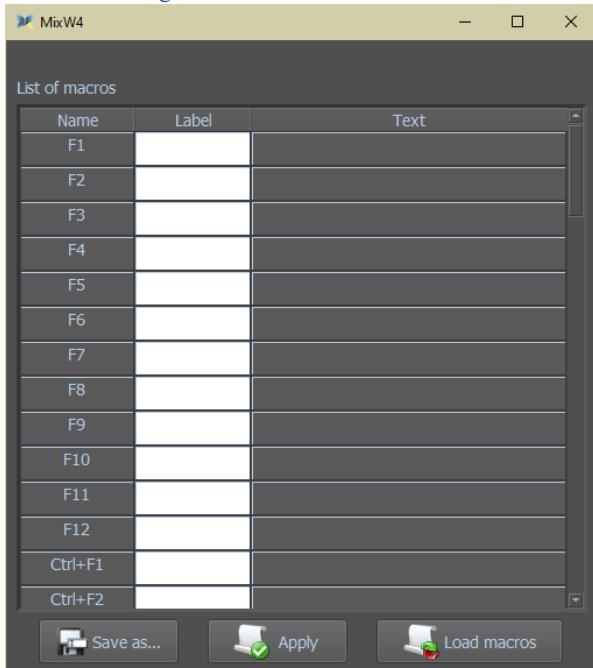 MixW4
List of macros
Name Label Text
F1
F2
F3
F4
F5
F6
F7
F8
F9
F10
F11
F12
Ctrl+F1
Ctrl+F2
Save as... Apply Load macros